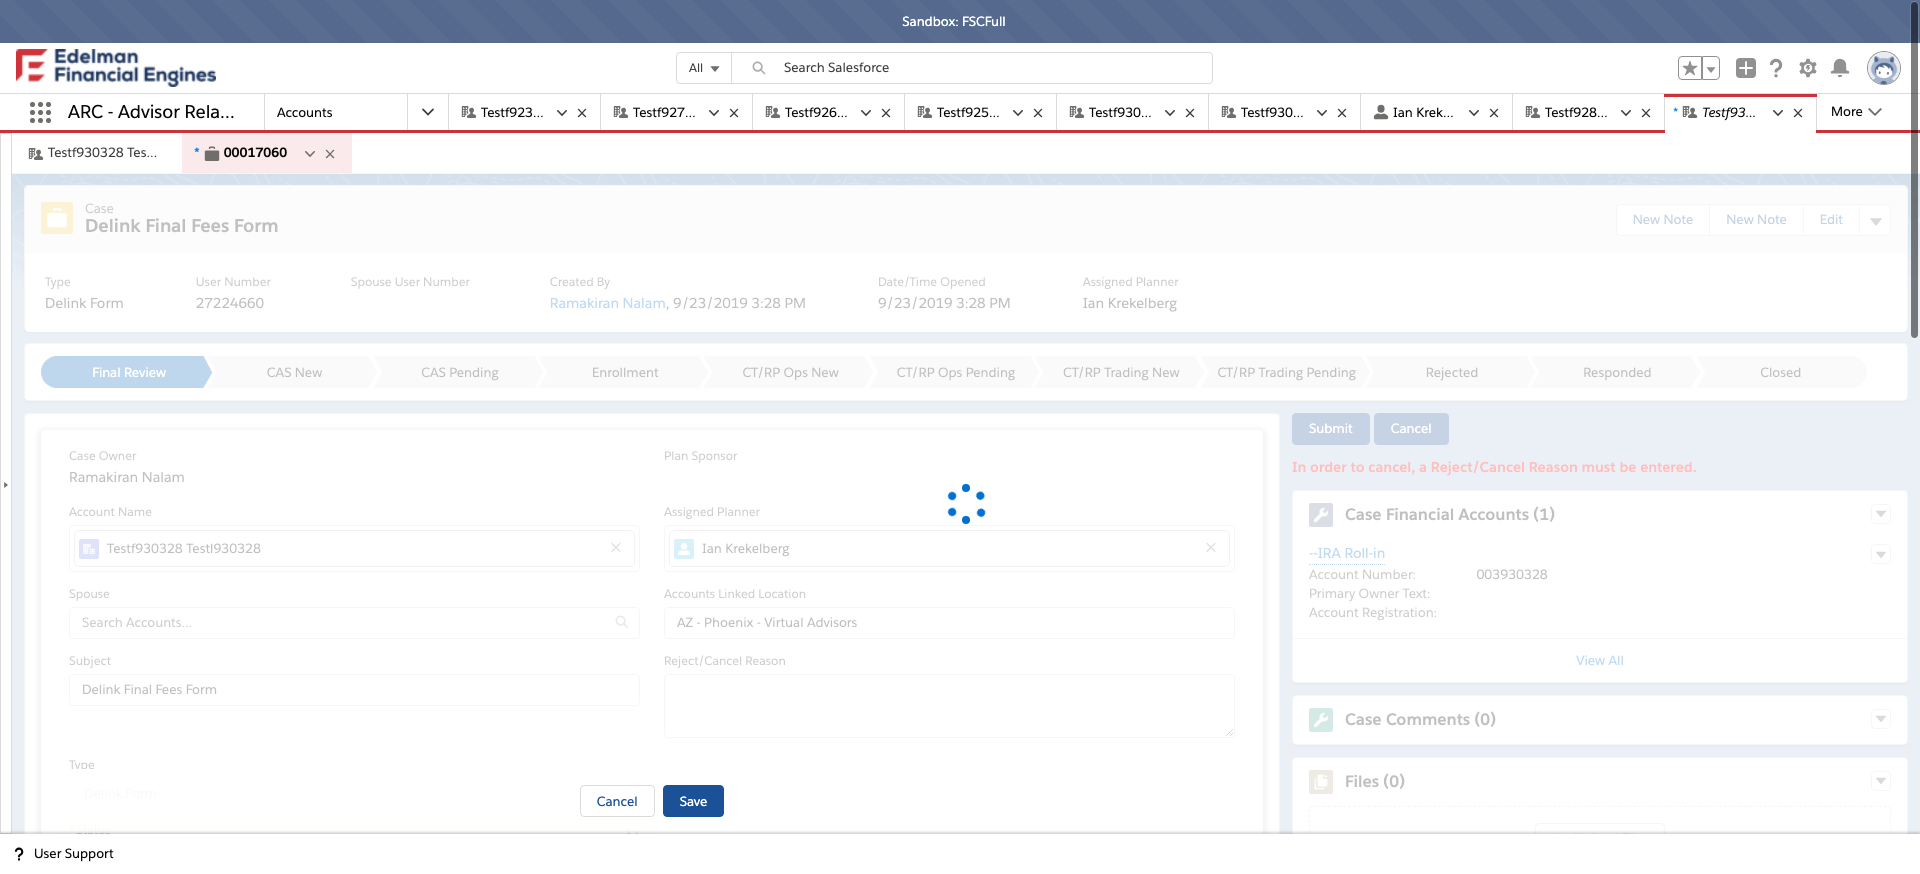 Sandbox: FSCFull
Edelman
Financial Engines
All
Search Salesforce
ARC - Advisor Rela...
Accounts
Testf923...
Testf927...
Testf926...
Testf925...
Testf930...
Testf930...
Ian Krek...
Testf928...
* Testf93...
More
Testf930328 Tes...
* 00017060
Case
Delink Final Fees Form
New Note
New Note
Edit
Type
User Number
Spouse User Number
Created By
Date/Time Opened
Assigned Planner
Delink Form
27224660
Ramakiran Nalam, 9/23/2019 3:28 PM
9/23/2019 3:28 PM
Ian Krekelberg
Final Review
CAS New
CAS Pending
Enrollment
CT/RP Ops New
CT/RP Ops Pending
CT/RP Trading New
CT/RP Trading Pending
Rejected
Responded
Closed
Case Owner
Ramakiran Nalam
Plan Sponsor
Account Name
Testf930328 Testl930328
Assigned Planner
Ian Krekelberg
Spouse
Search Accounts...
Accounts Linked Location
AZ - Phoenix - Virtual Advisors
Subject
Delink Final Fees Form
Reject/Cancel Reason
Type
Delink Form
Cancel
Save
Submit
Cancel
In order to cancel, a Reject/Cancel Reason must be entered.
Case Financial Accounts (1)
--IRA Roll-in
Account Number: 003930328
Primary Owner Text:
Account Registration:
View All
Case Comments (0)
Files (0)
? User Support